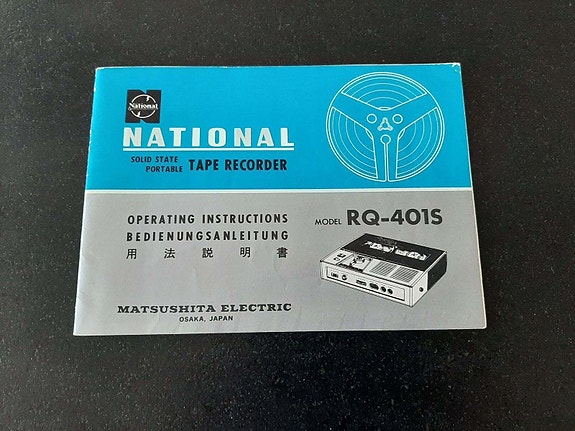 National
NATIONAL
SOLID STATE
PORTABLE TAPE RECORDER
OPERATING INSTRUCTIONS
BEDIENUNGSANLEITUNG
用法説明書
MODEL RQ-401S
MATSUSHITA ELECTRIC
OSAKA, JAPAN